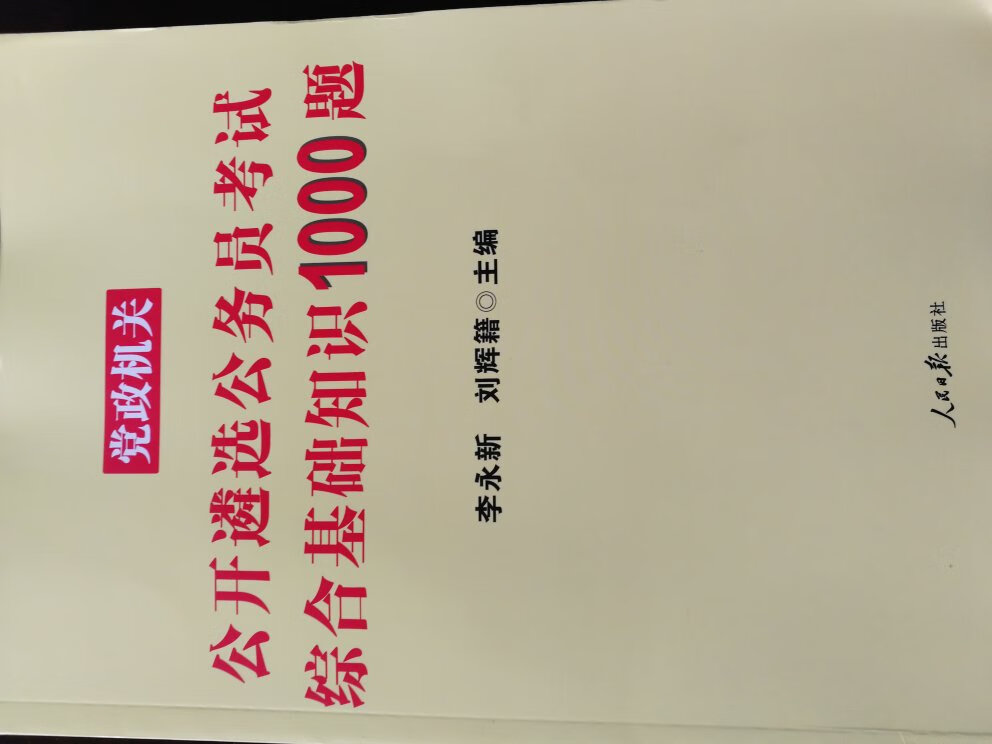 党政机关
公开遴选公务员考试
综合基础知识1000题
李永新 刘辉籍◎主编
人民日报出版社